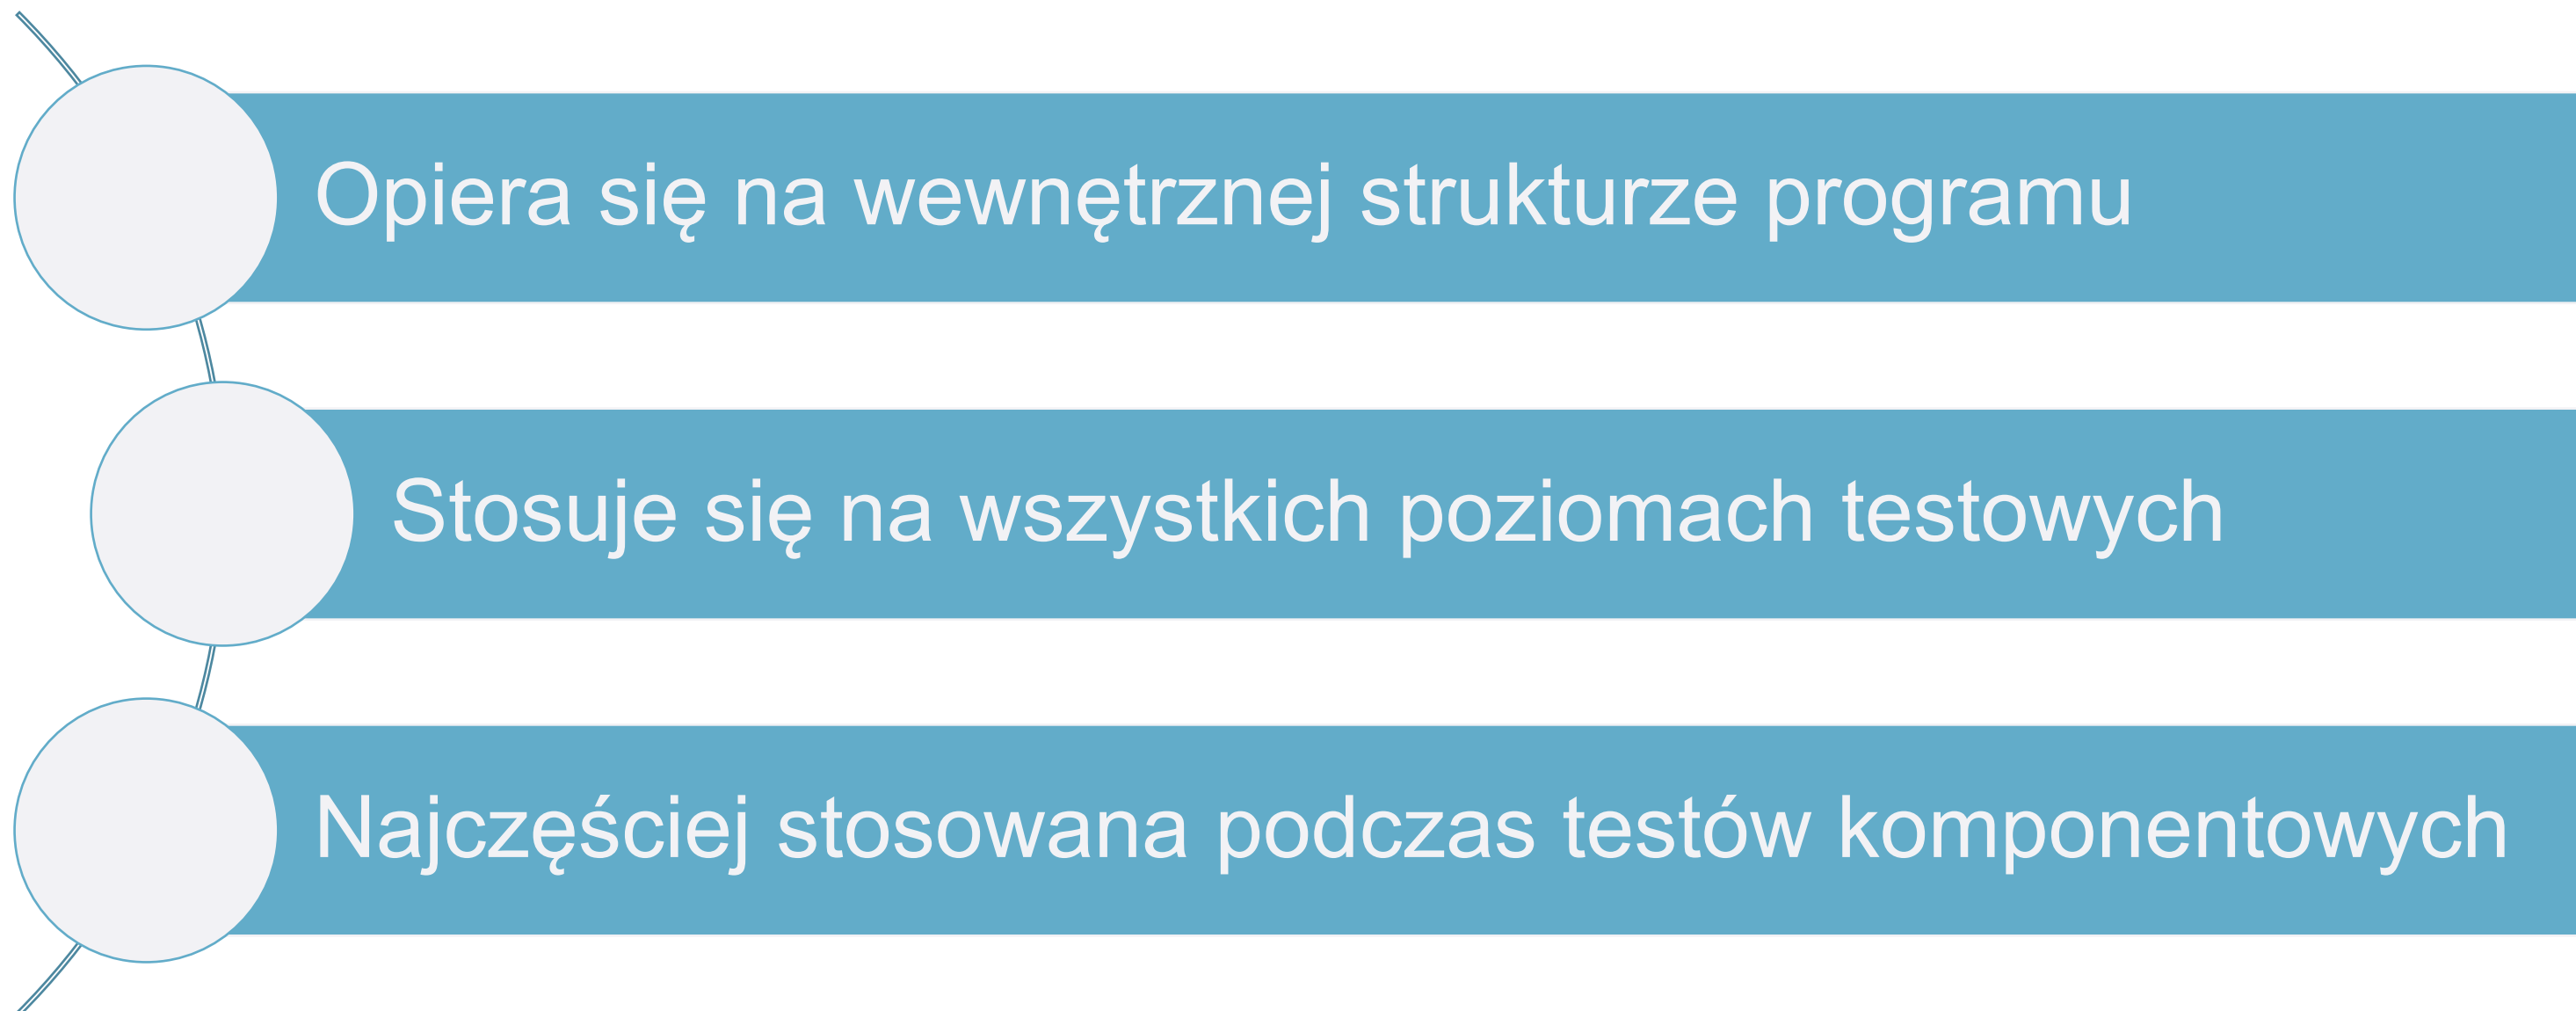 Opiera się na wewnętrznej strukturze programu
Stosuje się na wszystkich poziomach testowych
Najczęściej stosowana podczas testów komponentowych